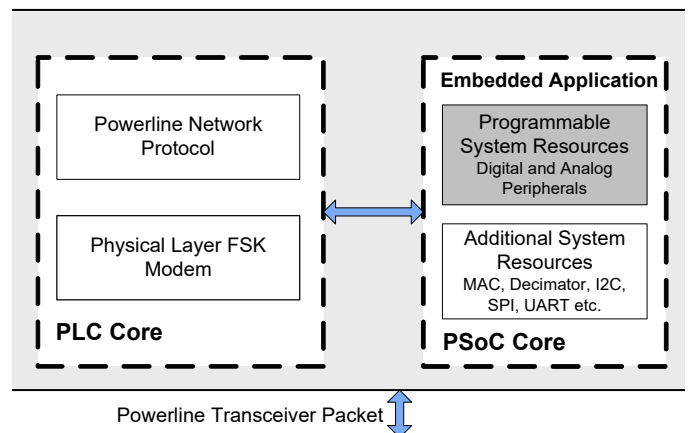 Powerline Network
Protocol
Physical Layer FSK
Modem
PLC Core
Embedded Application
Programmable
System Resources
Digital and Analog
Peripherals
Additional System
Resources
MAC, Decimator, I2C,
SPI, UART etc.
PSoC Core
Powerline Transceiver Packet